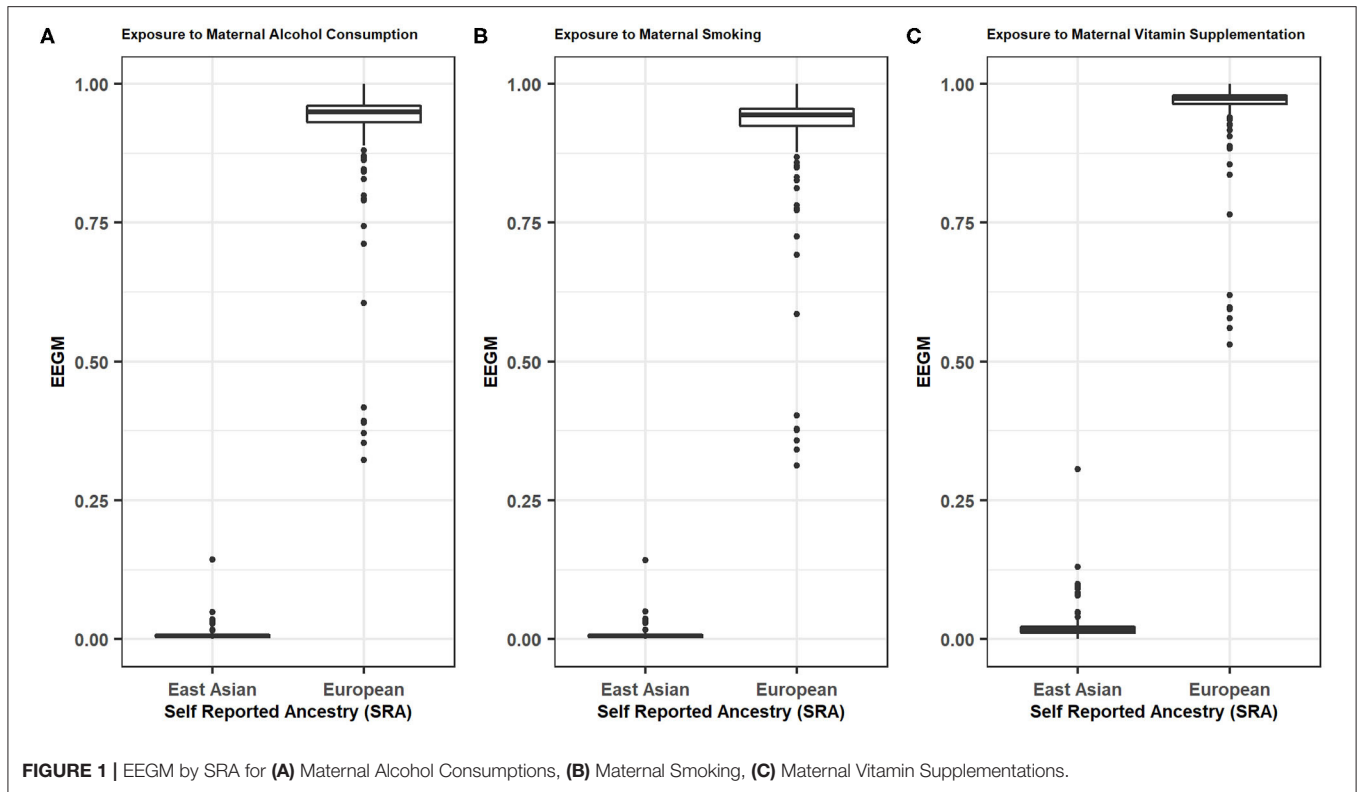 A
Exposure to Maternal Alcohol Consumption
EEGM
1.00
0.75
0.50
0.25
0.00
East Asian European
Self Reported Ancestry (SRA)
B
Exposure to Maternal Smoking
EEGM
1.00
0.75
0.50
0.25
0.00
East Asian European
Self Reported Ancestry (SRA)
C
Exposure to Maternal Vitamin Supplementation
EEGM
1.00
0.75
0.50
0.25
0.00
East Asian European
Self Reported Ancestry (SRA)
FIGURE 1 | EEGM by SRA for (A) Maternal Alcohol Consumptions, (B) Maternal Smoking, (C) Maternal Vitamin Supplementations.